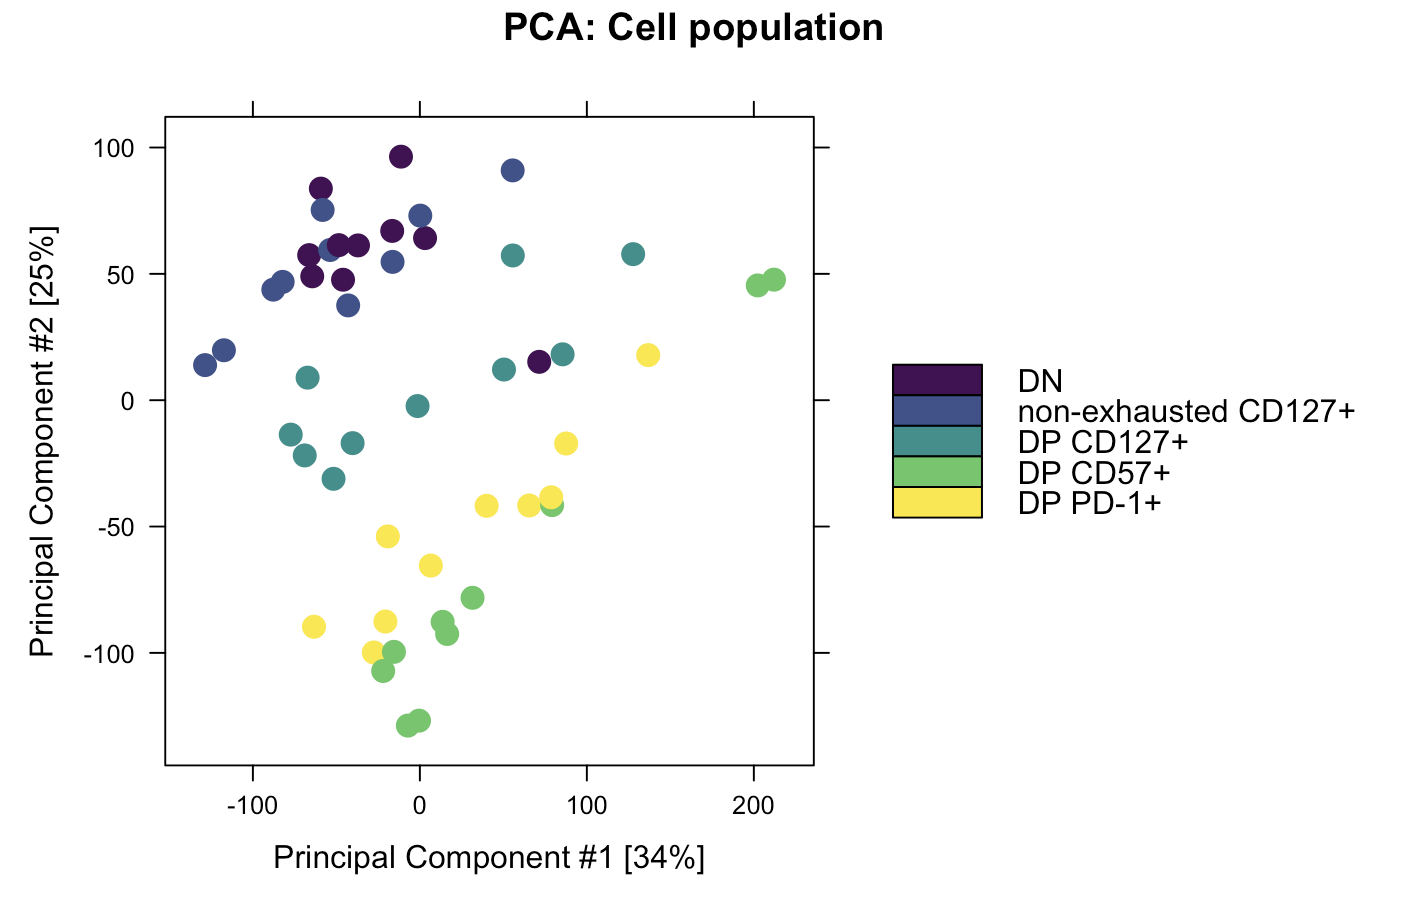 PCA: Cell population
100
50
0
-50
-100
Principal Component #2 [25%]
-100
0
100
200
Principal Component #1 [34%]
DN
non-exhausted CD127+
DP CD127+
DP CD57+
DP PD-1+